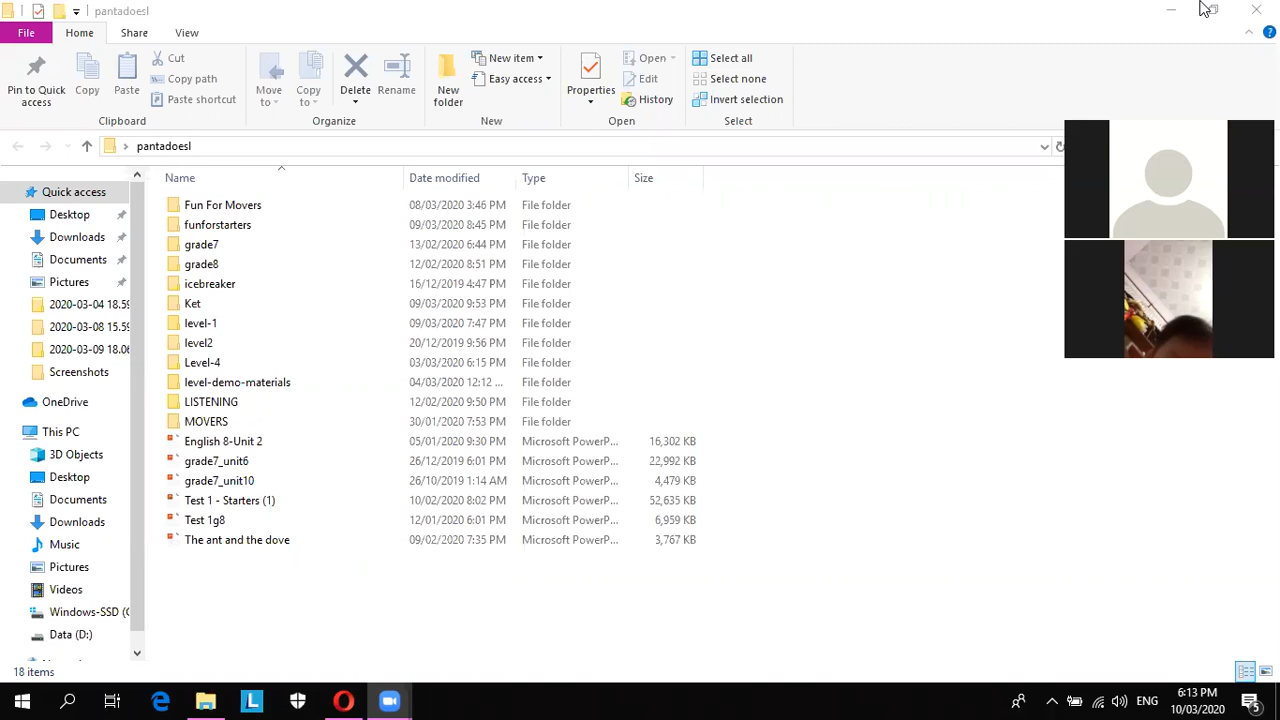 pantadoesl
File Home Share View
Pin to Quick access
Copy
Paste
Cut
Copy path
Paste shortcut
Clipboard
Move to
Copy to
Delete
Rename
Organize
New folder
New item
Easy access
New
Properties
Open
Edit
History
Open
Select all
Select none
Invert selection
Select
pantadoesl
Name Date modified Type Size
Quick access
Desktop
Downloads
Documents
Pictures
2020-03-04 18.59
2020-03-08 15.59
2020-03-09 18.06
Screenshots
OneDrive
This PC
3D Objects
Desktop
Documents
Downloads
Music
Pictures
Videos
Windows-SSD (C
Data (D:)
Fun For Movers 08/03/2020 3:46 PM File folder
funforstarters 09/03/2020 8:45 PM File folder
grade7 13/02/2020 6:44 PM File folder
grade8 12/02/2020 8:51 PM File folder
icebreaker 16/12/2019 4:47 PM File folder
Ket 09/03/2020 9:53 PM File folder
level-1 09/03/2020 7:47 PM File folder
level2 20/12/2019 9:56 PM File folder
Level-4 03/03/2020 6:15 PM File folder
level-demo-materials 04/03/2020 12:12 ... File folder
LISTENING 12/02/2020 9:50 PM File folder
MOVERS 30/01/2020 7:53 PM File folder
English 8-Unit 2 05/01/2020 9:30 PM Microsoft PowerP... 16,302 KB
grade7_unit6 26/12/2019 6:01 PM Microsoft PowerP... 22,992 KB
grade7_unit10 26/10/2019 1:14 AM Microsoft PowerP... 4,479 KB
Test 1 - Starters (1) 10/02/2020 8:02 PM Microsoft PowerP... 52,635 KB
Test 1g8 12/01/2020 6:01 PM Microsoft PowerP... 6,959 KB
The ant and the dove 09/02/2020 7:35 PM Microsoft PowerP... 3,767 KB
18 items
ENG
6:13 PM
10/03/2020
5